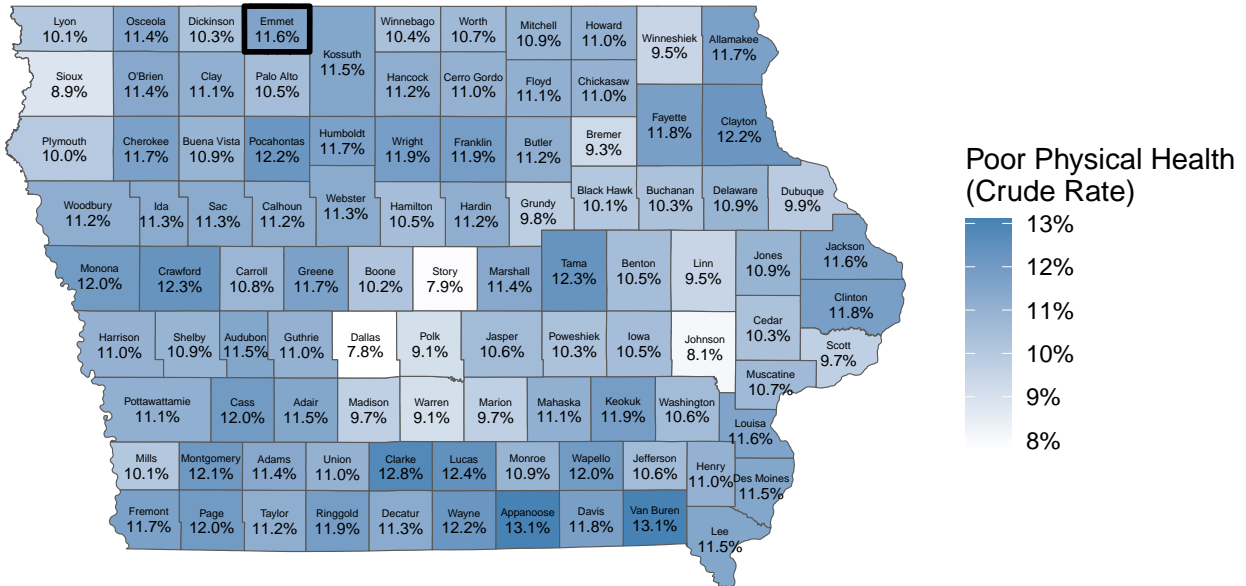 Lyon
10.1%
Osceola
11.4%
Dickinson
10.3%
Emmet
11.6%
Kossuth
11.5%
Winnebago
10.4%
Worth
10.7%
Mitchell
10.9%
Howard
11.0%
Winneshiek
9.5%
Allamakee
11.7%
Sioux
8.9%
O'Brien
11.4%
Clay
11.1%
Palo Alto
10.5%
Hancock
11.2%
Cerro Gordo
11.0%
Floyd
11.1%
Chickasaw
11.0%
Fayette
11.8%
Clayton
12.2%
Plymouth
10.0%
Cherokee
11.7%
Buena Vista
10.9%
Pocahontas
12.2%
Humboldt
11.7%
Wright
11.9%
Franklin
11.9%
Butler
11.2%
Bremer
9.3%
Woodbury
11.2%
Ida
11.3%
Sac
11.3%
Calhoun
11.2%
Webster
11.3%
Hamilton
10.5%
Hardin
11.2%
Grundy
9.8%
Black Hawk
10.1%
Buchanan
10.3%
Delaware
10.9%
Dubuque
9.9%
Monona
12.0%
Crawford
12.3%
Carroll
10.8%
Greene
11.7%
Boone
10.2%
Story
7.9%
Marshall
11.4%
Tama
12.3%
Benton
10.5%
Linn
9.5%
Jones
10.9%
Jackson
11.6%
Clinton
11.8%
Harrison
11.0%
Shelby
10.9%
Audubon
11.5%
Guthrie
11.0%
Dallas
7.8%
Polk
9.1%
Jasper
10.6%
Poweshiek
10.3%
Iowa
10.5%
Johnson
8.1%
Cedar
10.3%
Scott
9.7%
Muscatine
10.7%
Pottawattamie
11.1%
Cass
12.0%
Adair
11.5%
Madison
9.7%
Warren
9.1%
Marion
9.7%
Mahaska
11.1%
Keokuk
11.9%
Washington
10.6%
Louisa
11.6%
Mills
10.1%
Montgomery
12.1%
Adams
11.4%
Union
11.0%
Clarke
12.8%
Lucas
12.4%
Monroe
10.9%
Wapello
12.0%
Jefferson
10.6%
Henry
11.0%
Des Moines
11.5%
Fremont
11.7%
Page
12.0%
Taylor
11.2%
Ringgold
11.9%
Decatur
11.3%
Wayne
12.2%
Appanoose
13.1%
Davis
11.8%
Van Buren
13.1%
Lee
11.5%
Poor Physical Health
(Crude Rate)
13%
12%
11%
10%
9%
8%